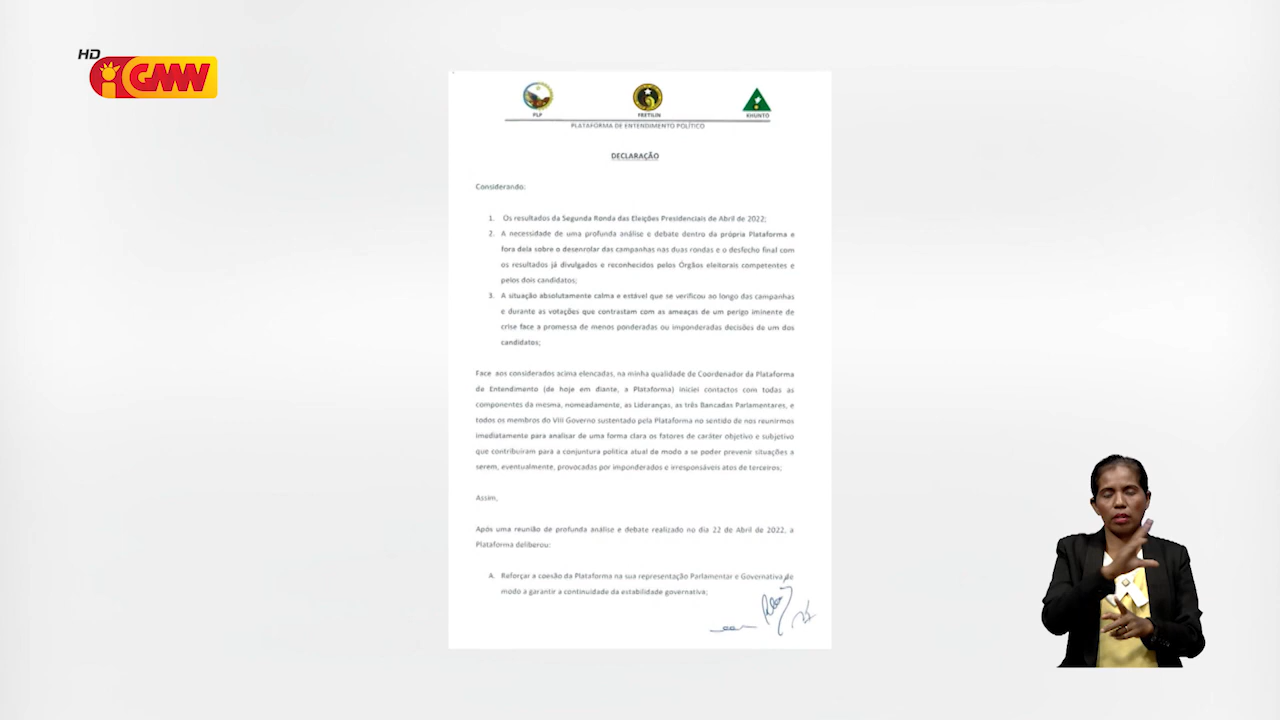 HD
GMN
PLP
FRETILIN
KHUNTO
PLATAFORMA DE ENTENDIMENTO POLÍTICO
DECLARAÇÃO
Considerando:
1. Os resultados da Segunda Ronda das Eleições Presidenciais de Abril de 2022;
2. A necessidade de uma profunda análise e debate dentro da própria Plataforma e
fora dela sobre o desenrolar das campanhas nas duas rondas e o desfecho final com
os resultados já divulgados e reconhecidos pelos Órgãos eleitorais competentes e
pelos dois candidatos;
3. A situação absolutamente calma e estável que se verificou ao longo das campanhas
e durante as votações que contrastam com as ameaças de um perigo iminente de
crise face a promessa de menos ponderadas ou imponderadas decisões de um dos
candidatos;
Face aos considerados acima elencadas, na minha qualidade de Coordenador da Plataforma
de Entendimento (de hoje em diante, a Plataforma) iniciei contactos com todas as
componentes da mesma, nomeadamente, as Lideranças, as três Bancadas Parlamentares, e
todos os membros do VIII Governo sustentado pela Plataforma no sentido de nos reunirmos
imediatamente para analisar de uma forma clara os fatores de caráter objetivo e subjetivo
que contribuíram para a conjuntura política atual de modo a se poder prevenir situações a
serem, eventualmente, provocadas por imponderados e irresponsáveis atos de terceiros;
Assim,
Após uma reunião de profunda análise e debate realizado no dia 22 de Abril de 2022, a
Plataforma deliberou:
A. Reforçar a coesão da Plataforma na sua representação Parlamentar e Governativa de
modo a garantir a continuidade da estabilidade governativa;